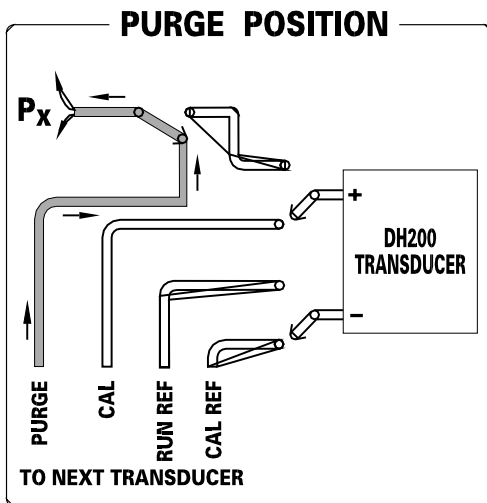 PURGE POSITION
Px
+
DH200
TRANSDUCER
−
PURGE
CAL
RUN REF
CAL REF
TO NEXT TRANSDUCER